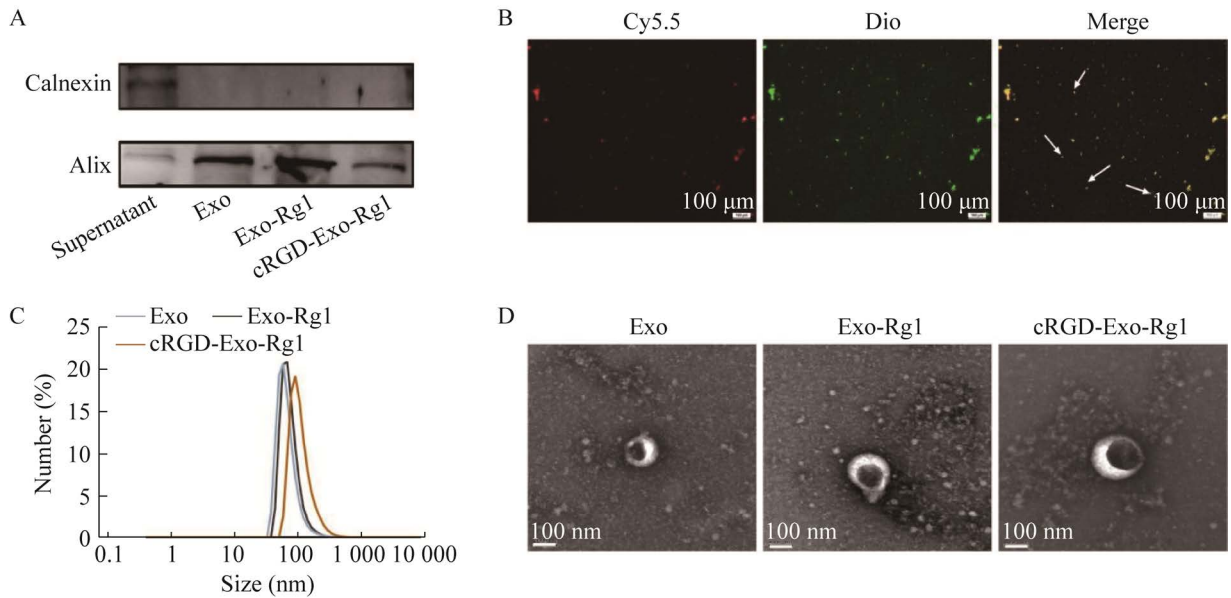 A
Calnexin
Alix
Supernatant
Exo
Exo-Rg1
cRGD-Exo-Rg1
B
Cy5.5
Dio
Merge
100 μm
100 μm
100 μm
C
Exo
Exo-Rg1
cRGD-Exo-Rg1
Number (%)
25
20
15
10
5
0
0.1 1 10 100 1 000 10 000
Size (nm)
D
Exo
Exo-Rg1
cRGD-Exo-Rg1
100 nm
100 nm
100 nm